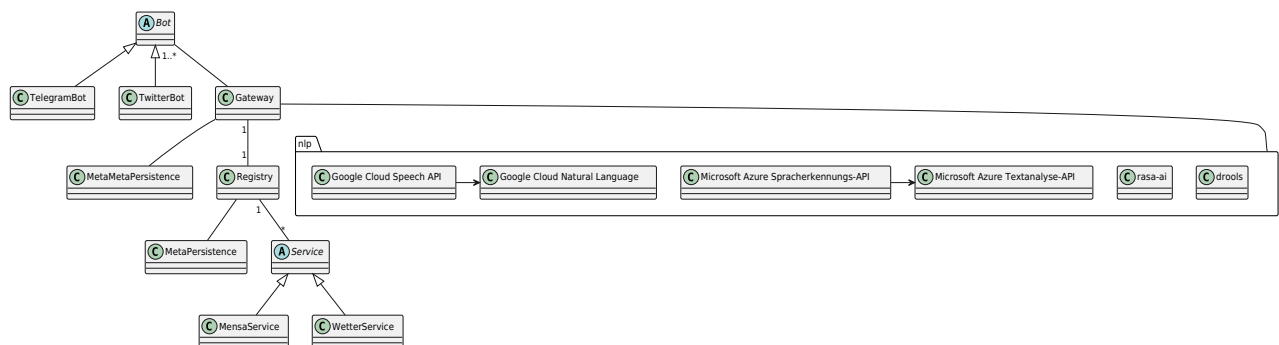 A Bot
1..*
C TelegramBot
C TwitterBot
C Gateway
1
1
nlp
C MetaMetaPersistence
C Registry
C Google Cloud Speech API
C Google Cloud Natural Language
C Microsoft Azure Spracherkennungs-API
C Microsoft Azure Textanalyse-API
C rasa-ai
C drools
1
*
C MetaPersistence
A Service
C MensaService
C WetterService